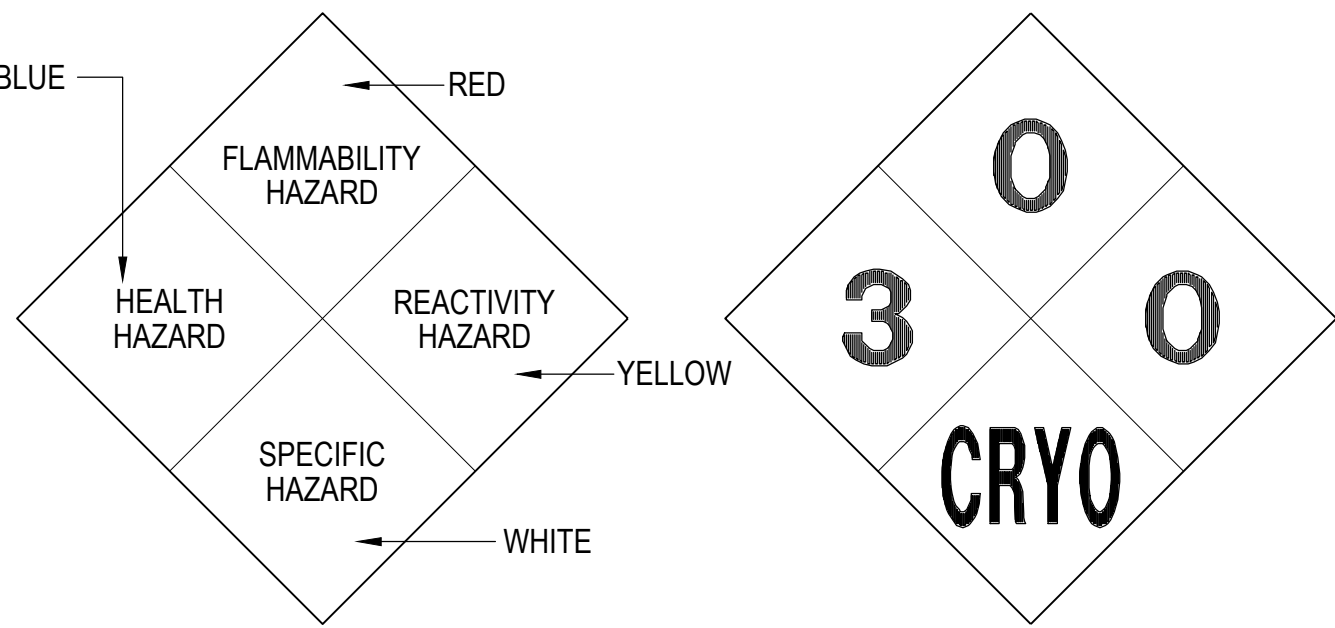 BLUE
RED
FLAMMABILITY
HAZARD
HEALTH
HAZARD
REACTIVITY
HAZARD
YELLOW
SPECIFIC
HAZARD
WHITE
0
3
0
CRYO